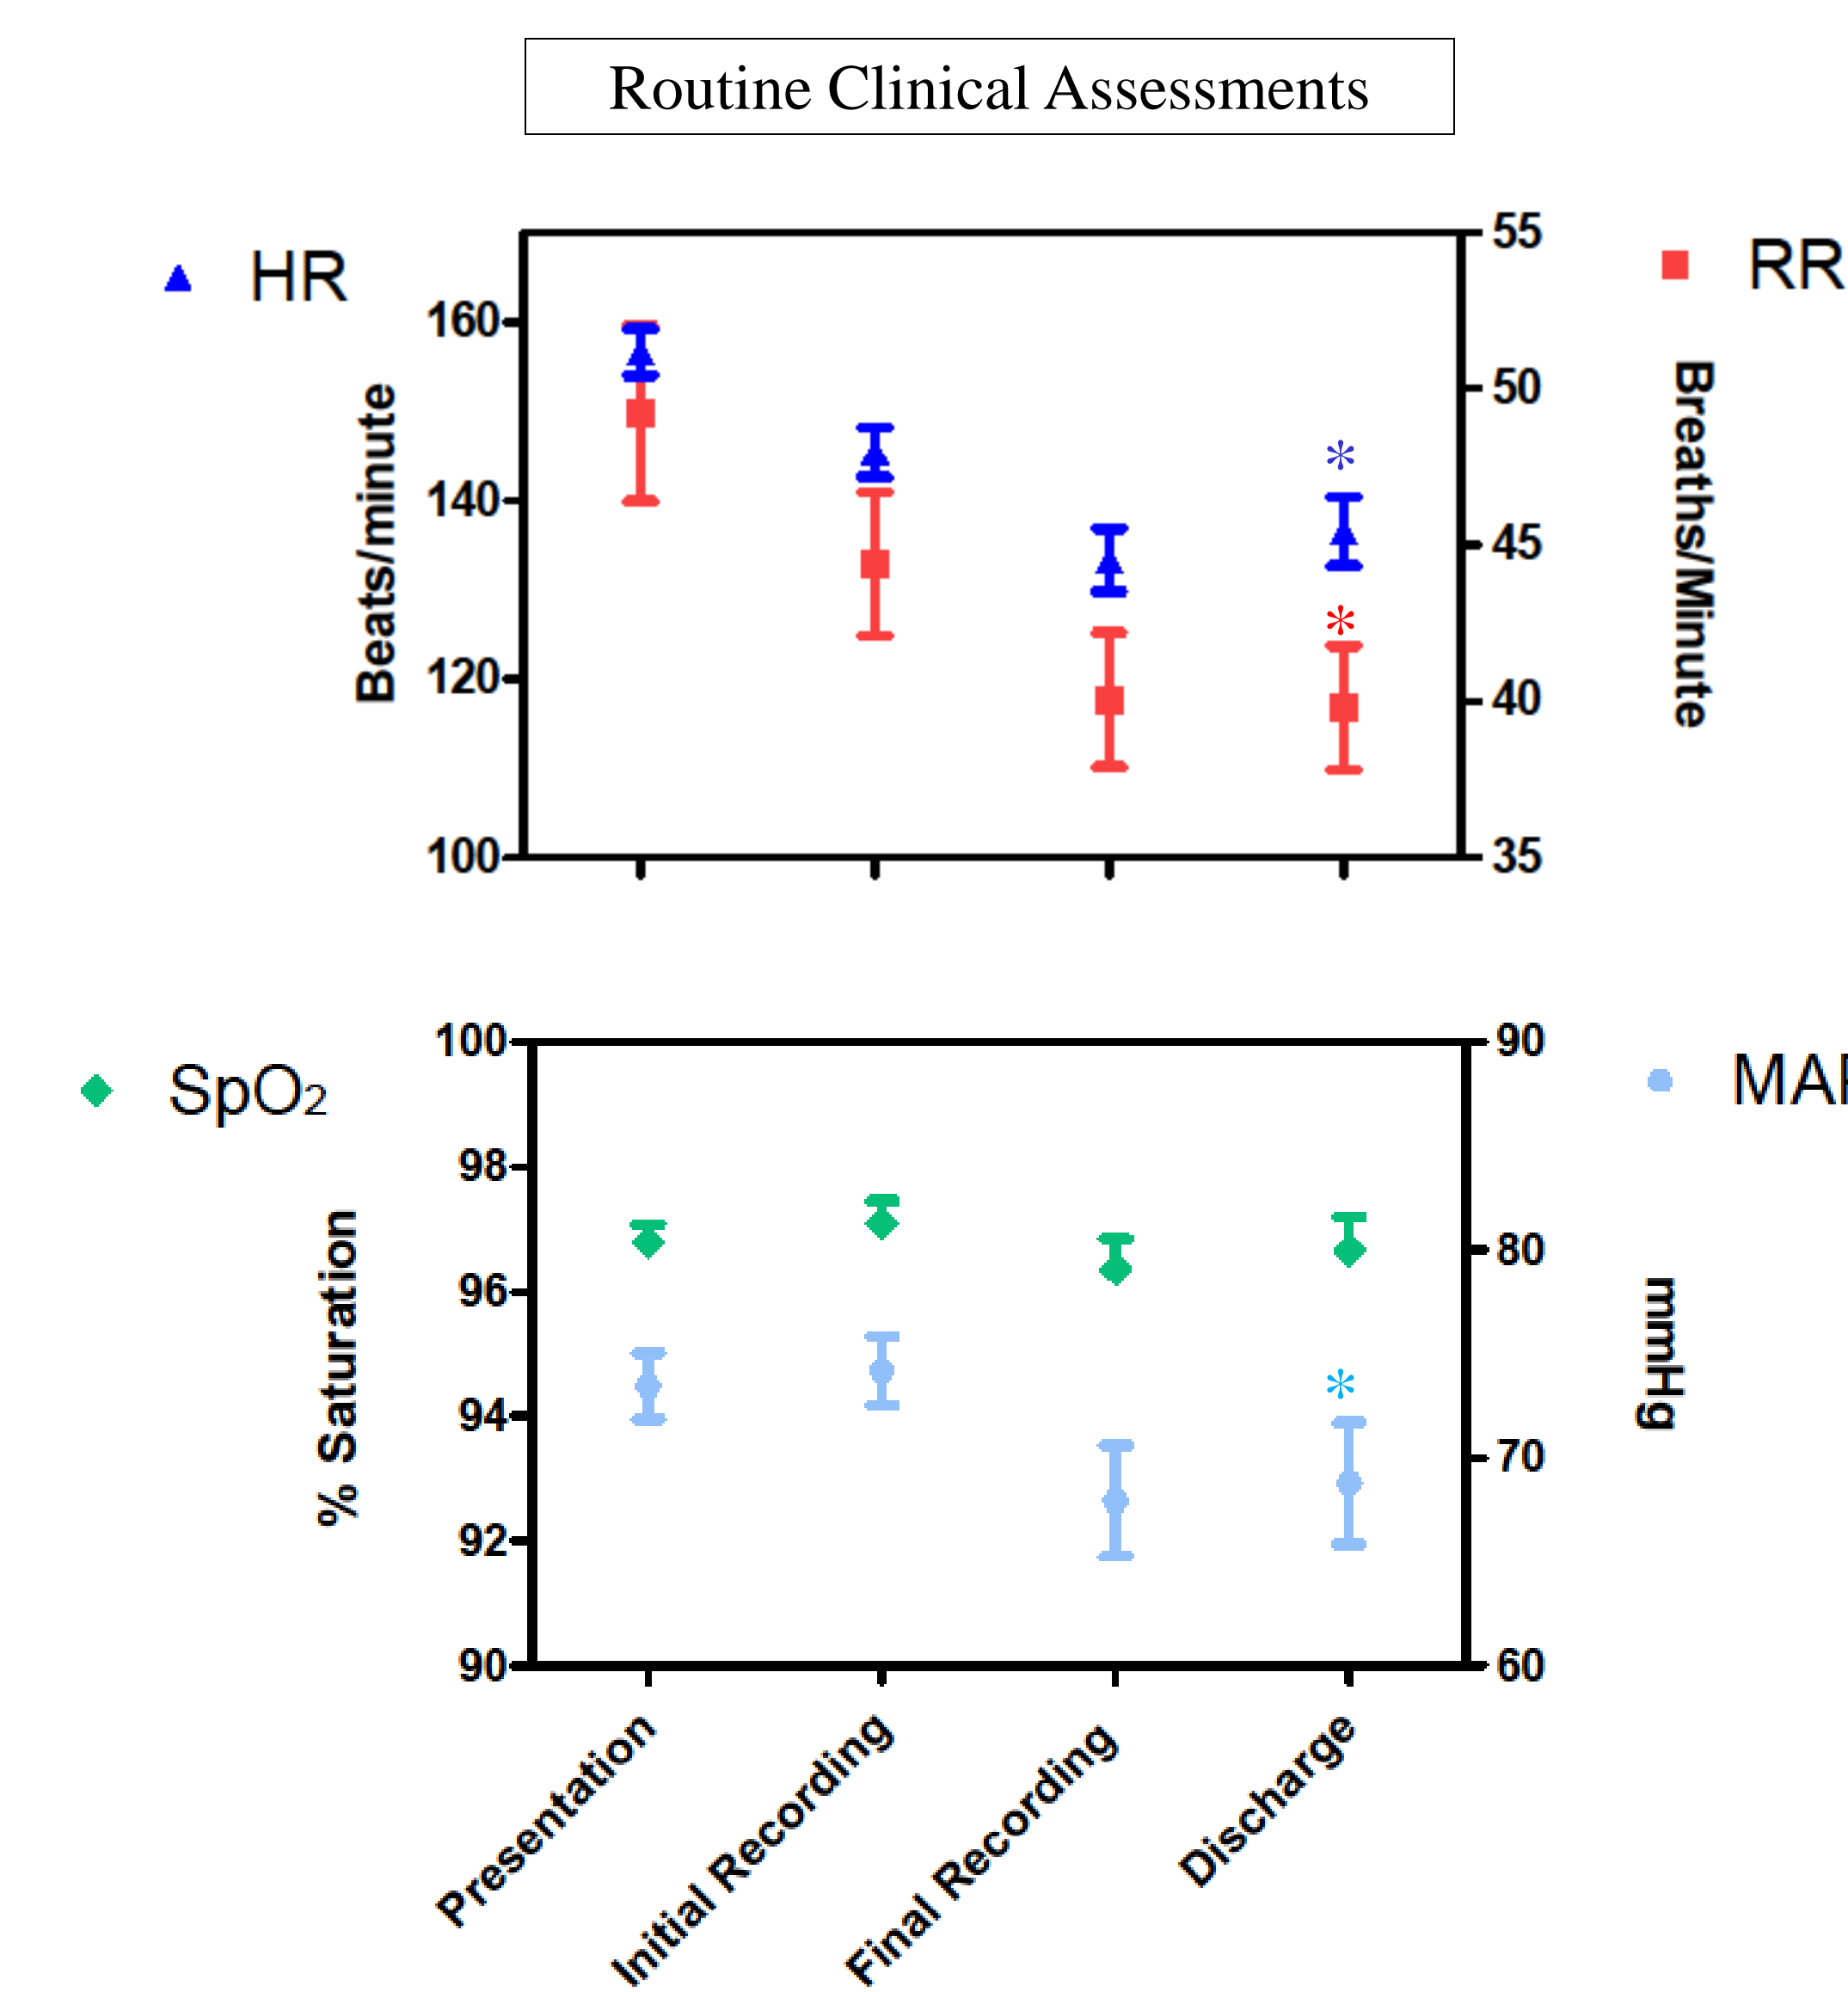 Routine Clinical Assessments
HR
RR
Beats/minute
160
140
120
100
55
50
45
40
35
Breaths/Minute
*
*
SpO₂
MAP
% Saturation
100
98
96
94
92
90
90
80
70
60
mmHg
*
Presentation
Initial Recording
Final Recording
Discharge